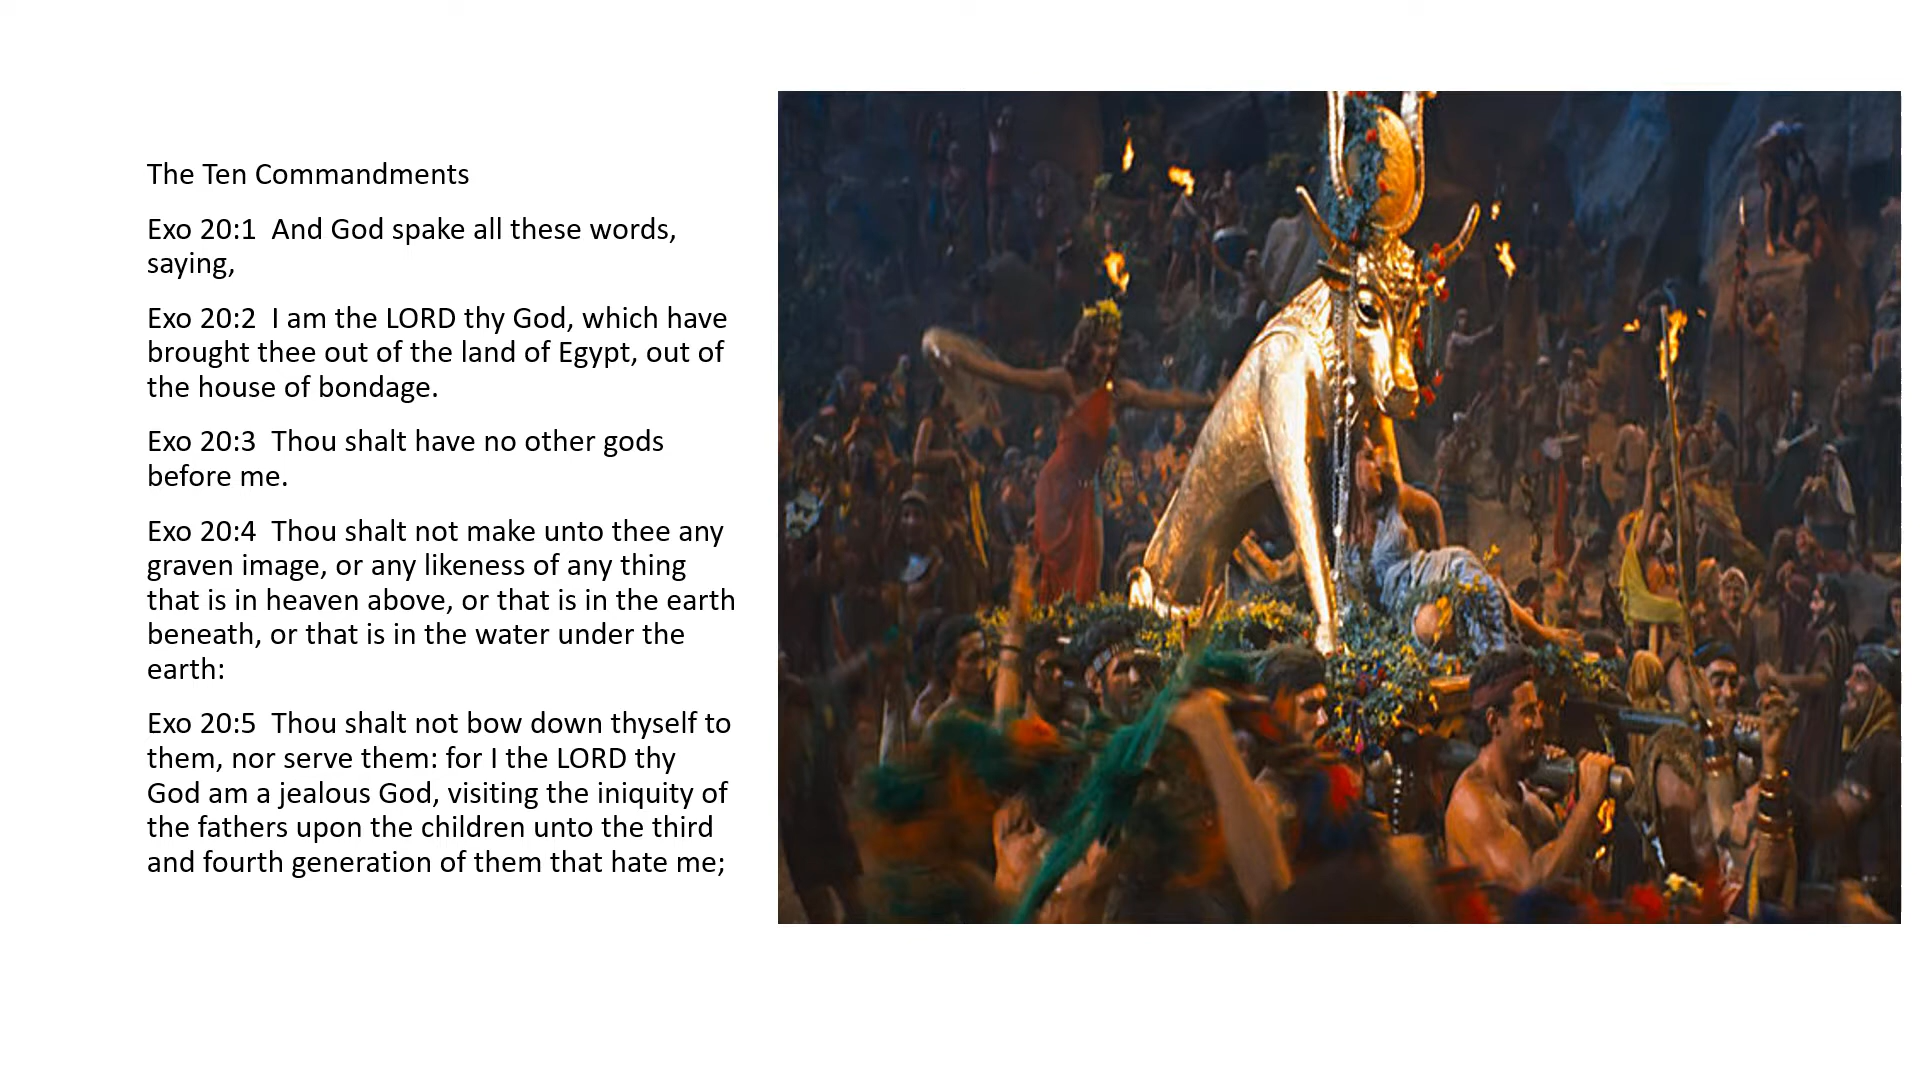 The Ten Commandments
Exo 20:1  And God spake all these words,
saying,
Exo 20:2  I am the LORD thy God, which have
brought thee out of the land of Egypt, out of
the house of bondage.
Exo 20:3  Thou shalt have no other gods
before me.
Exo 20:4  Thou shalt not make unto thee any
graven image, or any likeness of any thing
that is in heaven above, or that is in the earth
beneath, or that is in the water under the
earth:
Exo 20:5  Thou shalt not bow down thyself to
them, nor serve them: for I the LORD thy
God am a jealous God, visiting the iniquity of
the fathers upon the children unto the third
and fourth generation of them that hate me;